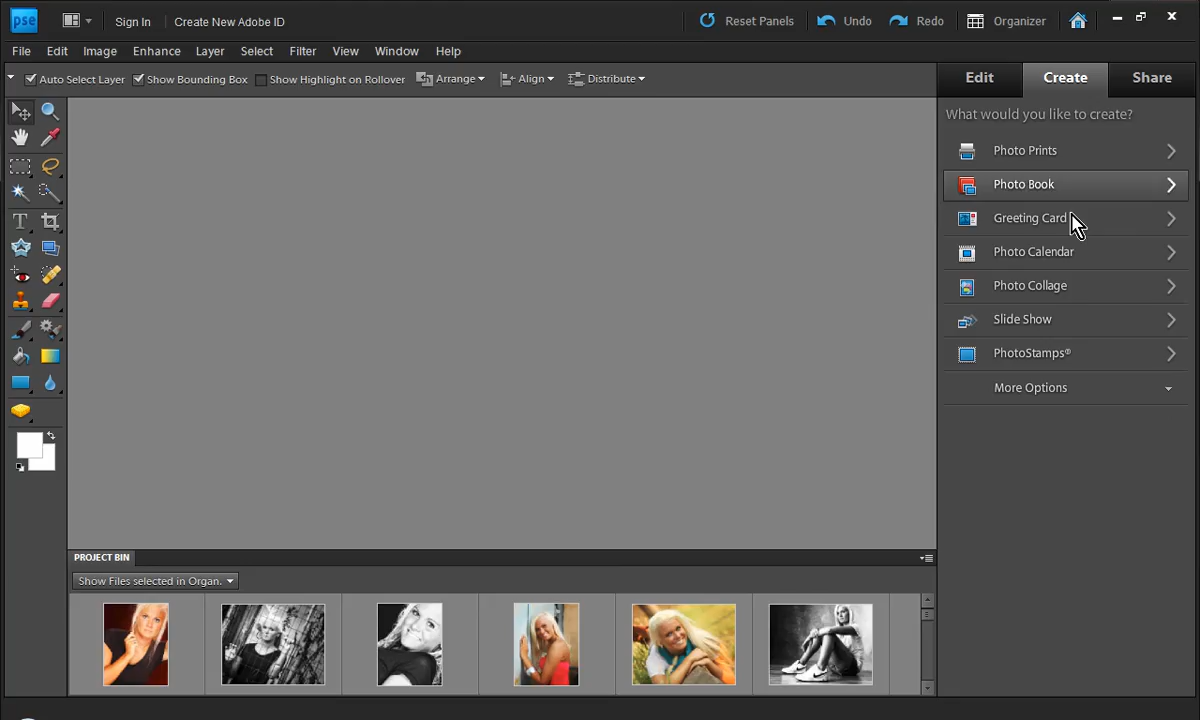 pse Sign In Create New Adobe ID Reset Panels Undo Redo Organizer
File Edit Image Enhance Layer Select Filter View Window Help
Auto Select Layer Show Bounding Box Show Highlight on Rollover Arrange Align Distribute
Edit Create Share
What would you like to create?
Photo Prints
Photo Book
Greeting Card
Photo Calendar
Photo Collage
Slide Show
PhotoStamps®
More Options
T
PROJECT BIN
Show Files selected in Organ.